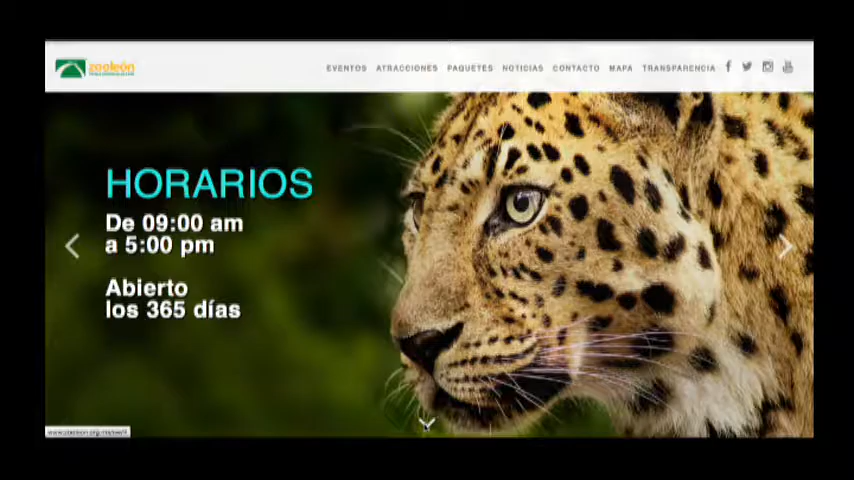 zooleón
EVENTOS ATRACCIONES PAQUETES NOTICIAS CONTACTO MAPA TRANSPARENCIA
HORARIOS
De 09:00 am
a 5:00 pm
Abierto
los 365 días